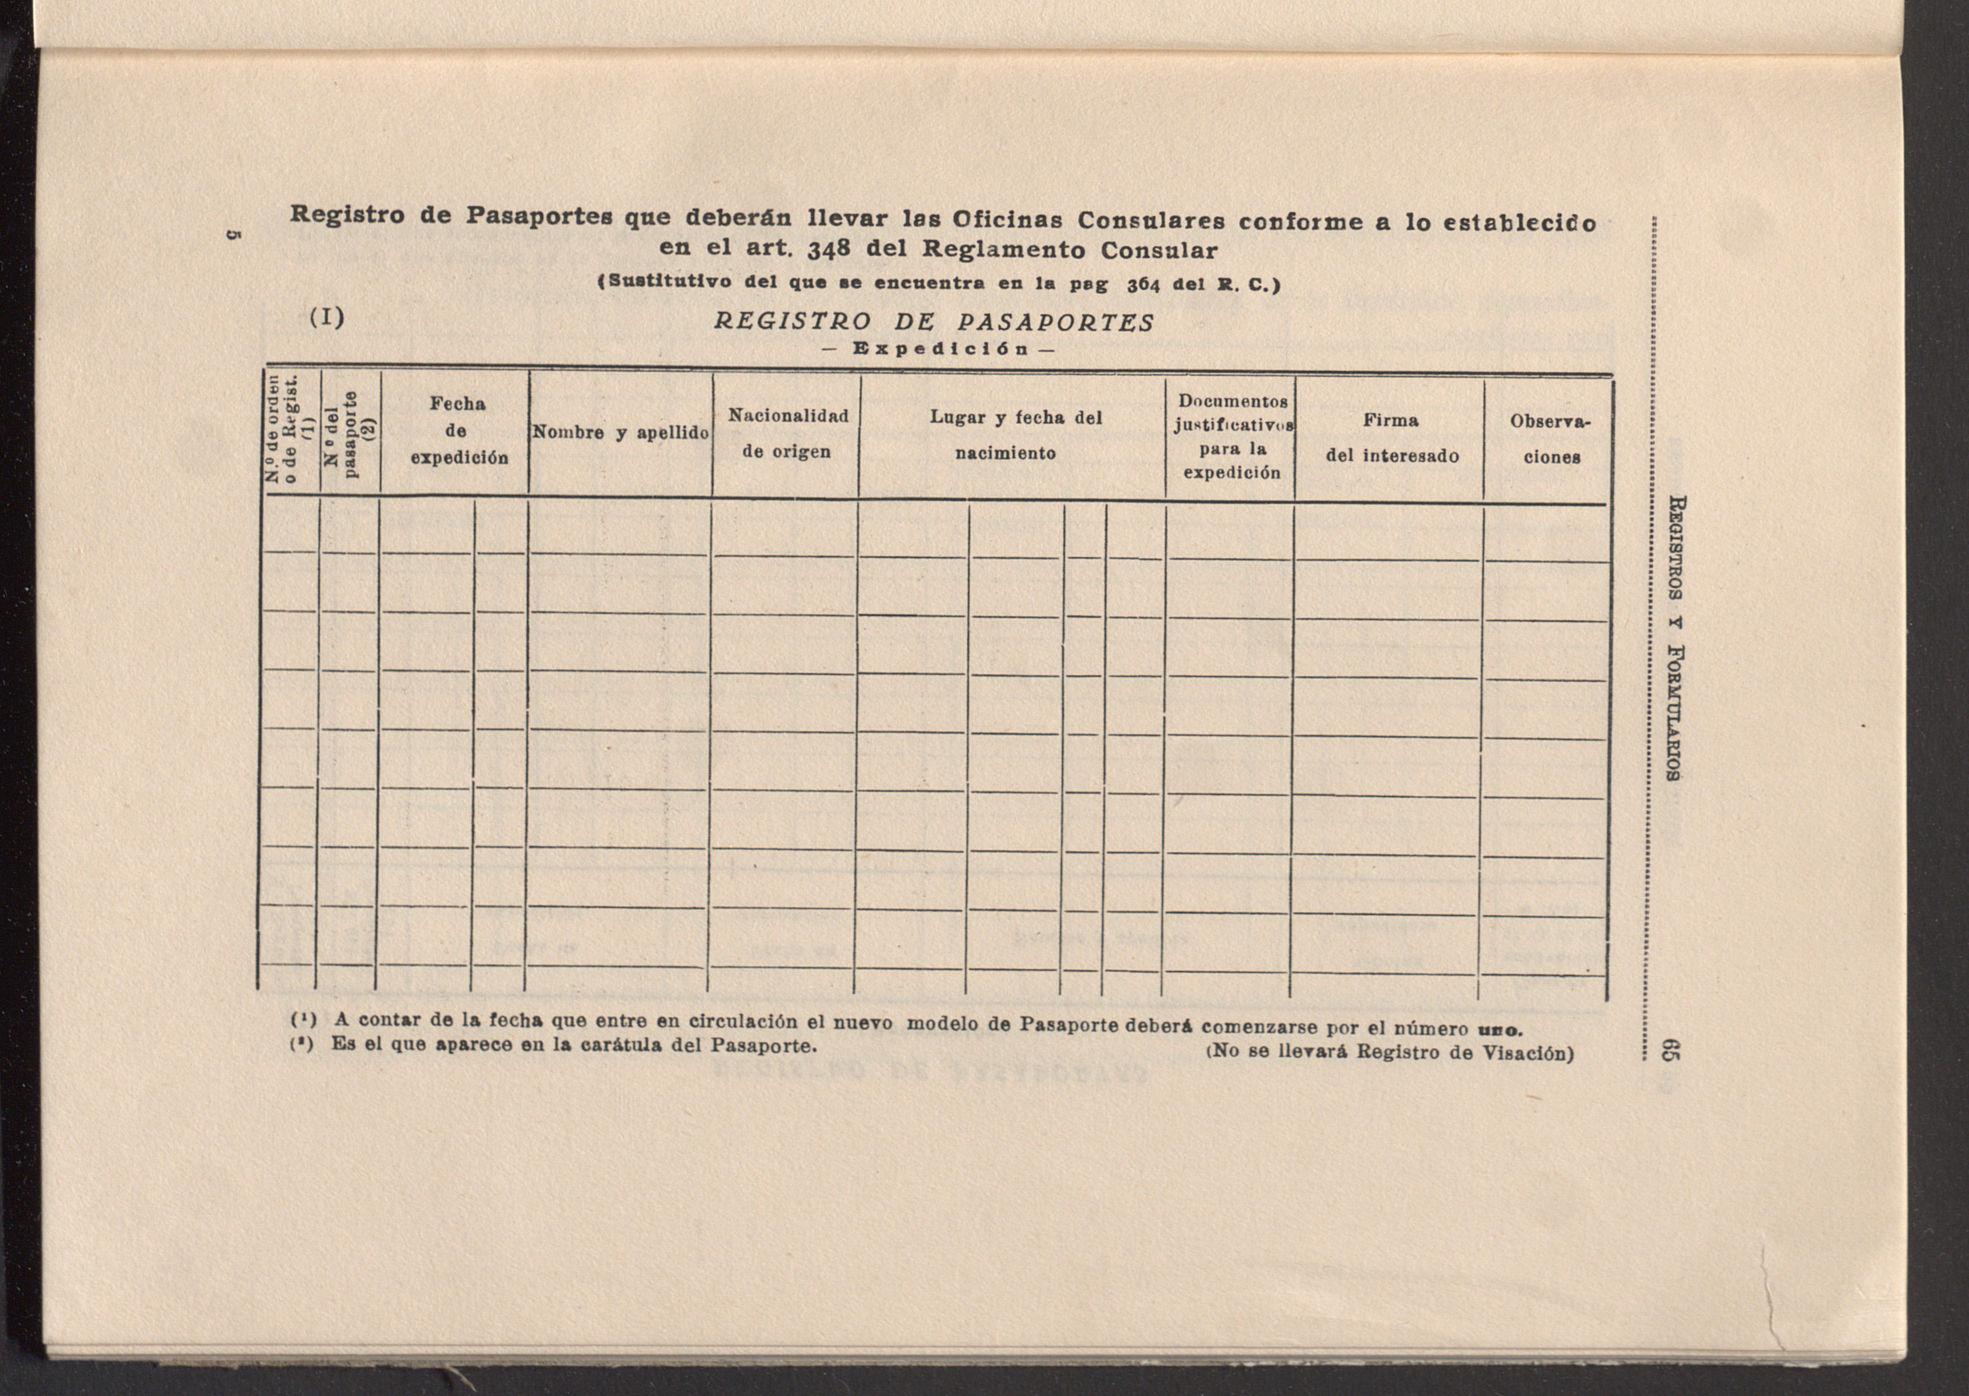 Registro de Pasaportes que deberán llevar las Oficinas Consulares conforme a lo establecido
en el art. 348 del Reglamento Consular
(Sustitutivo del que se encuentra en la pag 364 del R. C.)
(I)
REGISTRO DE PASAPORTES
— Expedición —
N.º de orden
o de Regist.
(1)
Nº del
pasaporte
(2)
Fecha
de
expedición
Nombre y apellido
Nacionalidad
de origen
Lugar y fecha del
nacimiento
Documentos
justificativos
para la
expedición
Firma
del interesado
Observa-
ciones
(¹) A contar de la fecha que entre en circulación el nuevo modelo de Pasaporte deberá comenzarse por el número uno.
(²) Es el que aparece en la carátula del Pasaporte.
(No se llevará Registro de Visación)
REGISTROS Y FORMULARIOS
65
5